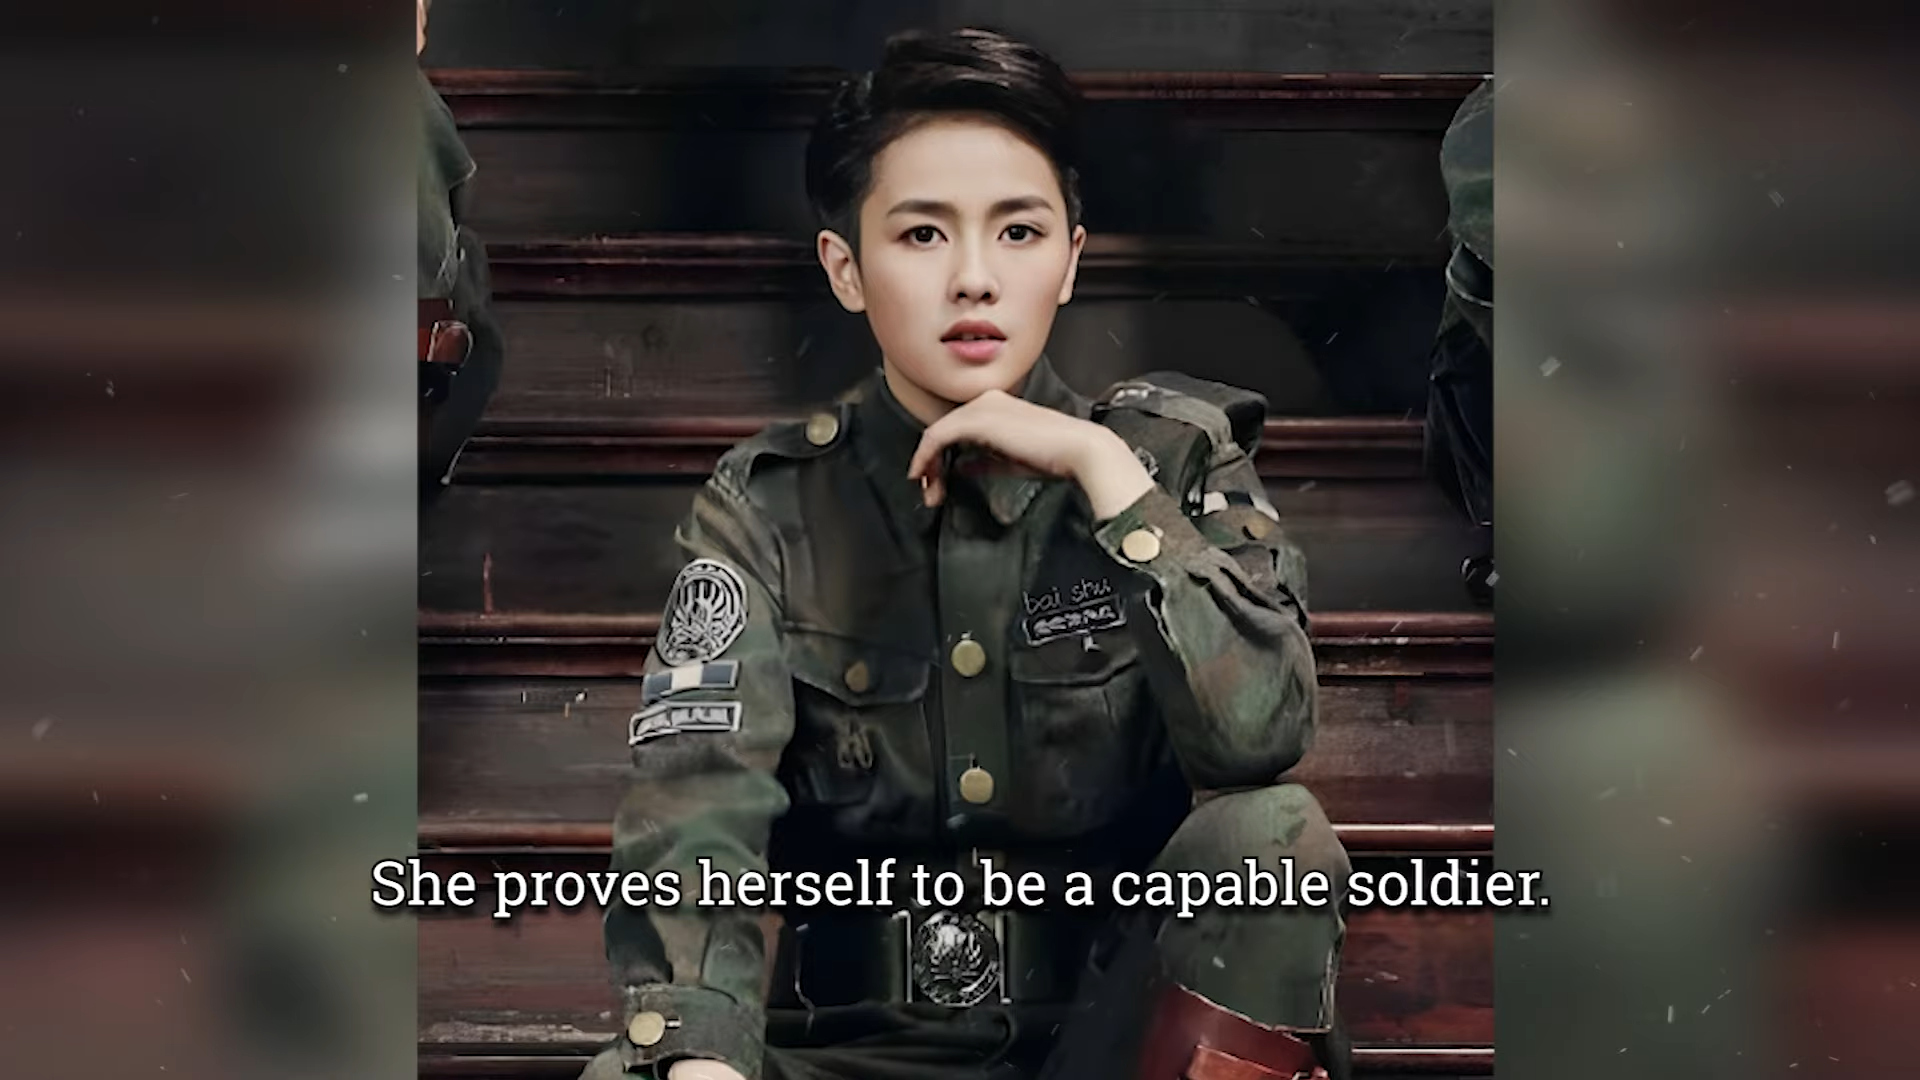 bai shu
She proves herself to be a capable soldier.